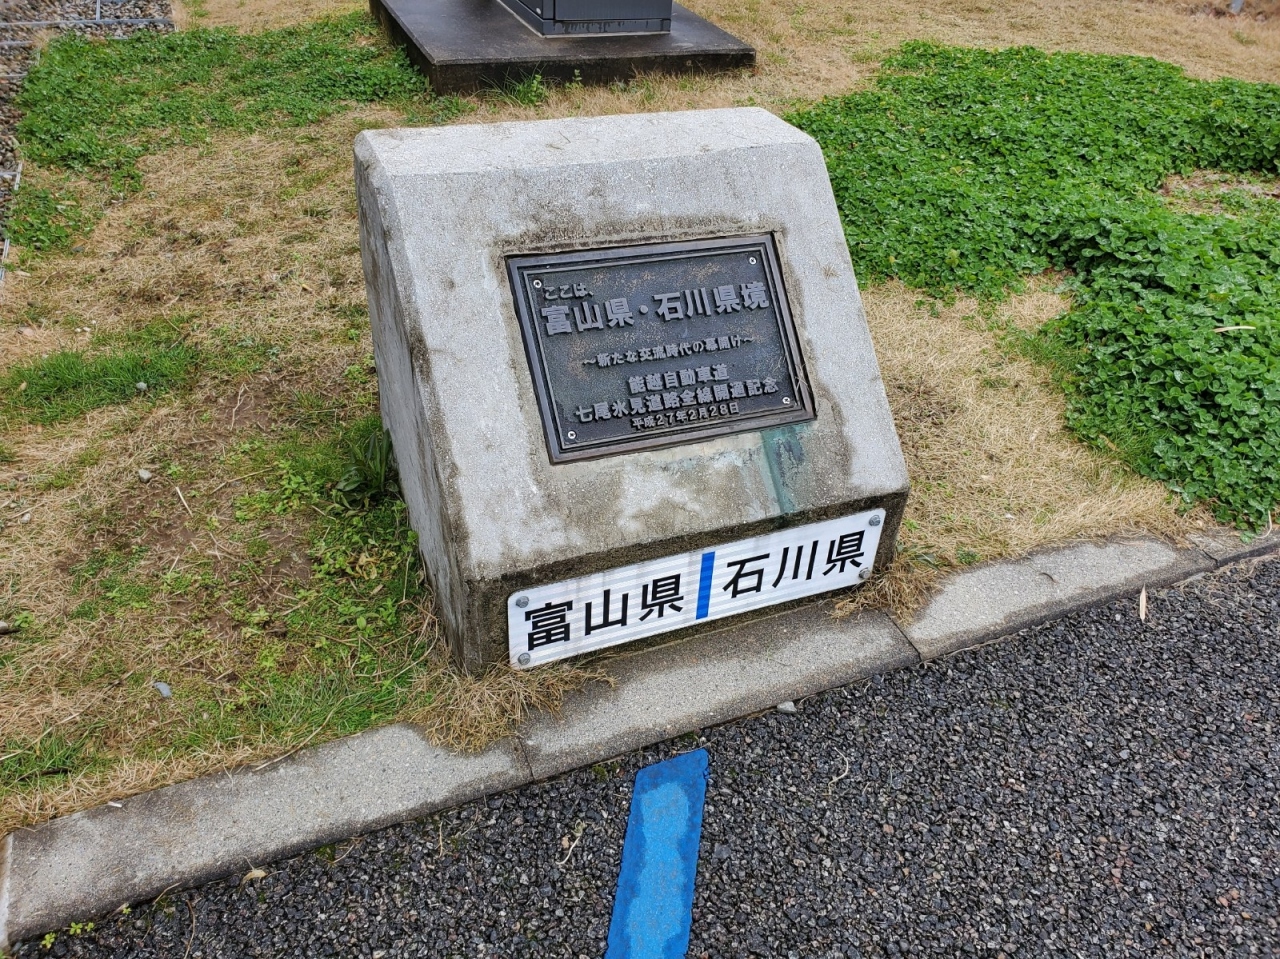 ここは、
富山県・石川県境
～新たな交流時代の幕開け～
能越自動車道
七尾氷見道路全線開通記念
平成27年2月28日
富山県 石川県